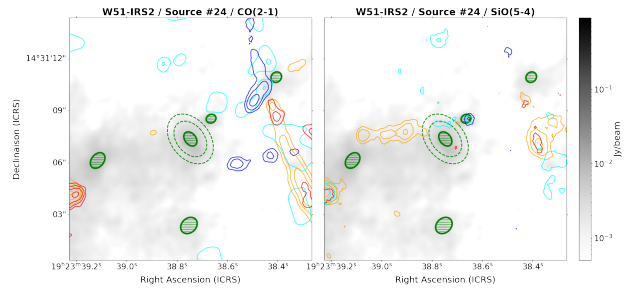 W51-IRS2 / Source #24 / CO(2-1)
W51-IRS2 / Source #24 / SiO(5-4)
14°31'12"
09"
06"
03"
Declinaison (ICRS)
19ʰ23ᵐ39.2ˢ 39.0ˢ 38.8ˢ 38.6ˢ 38.4ˢ
19ʰ23ᵐ39.2ˢ 39.0ˢ 38.8ˢ 38.6ˢ 38.4ˢ
Right Ascension (ICRS)
Right Ascension (ICRS)
10⁻¹
10⁻²
10⁻³
Jy/beam